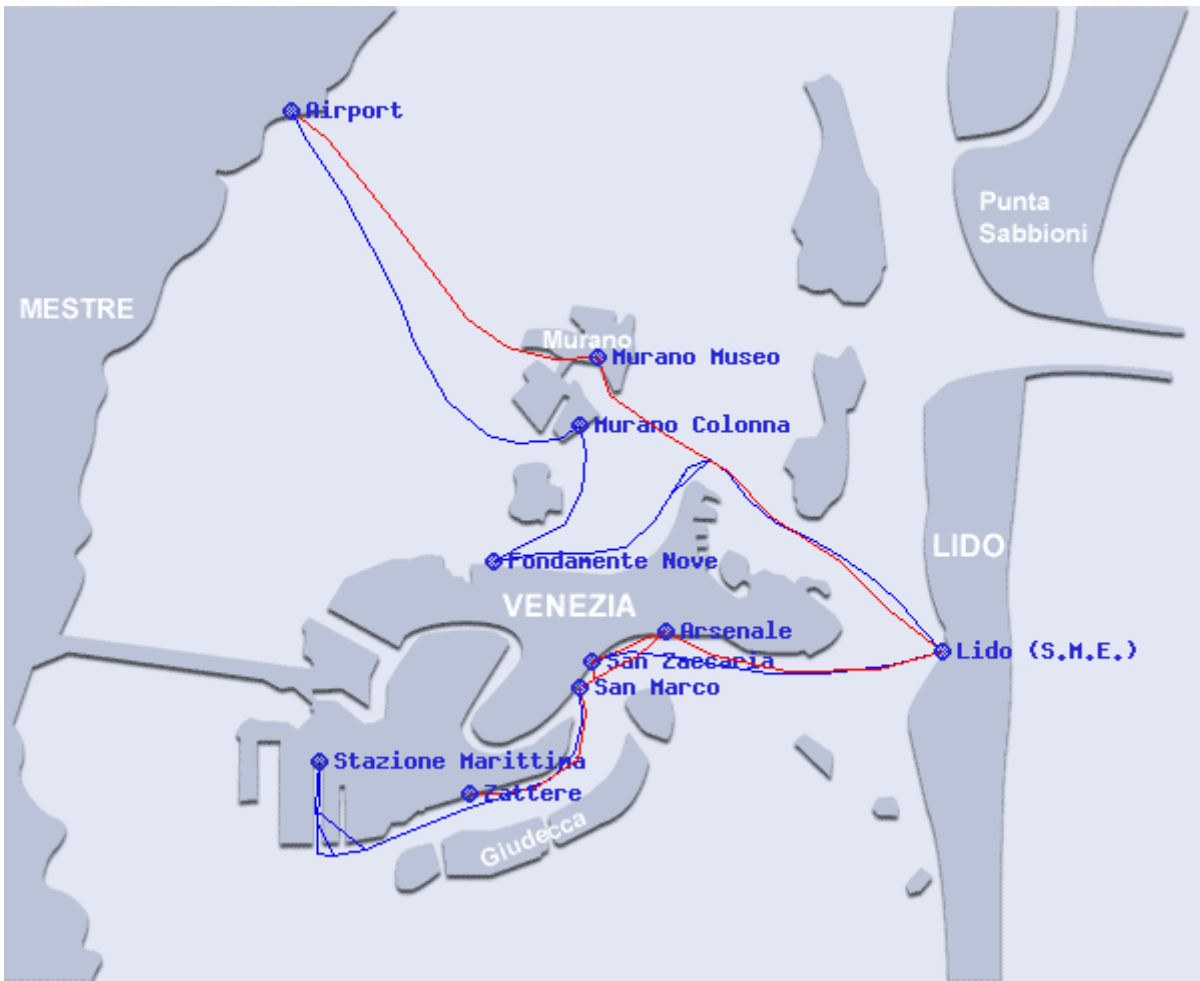 Airport
Punta
Sabbioni
MESTRE
Murano
Murano Museo
Murano Colonna
LIDO
Fondamente Nove
VENEZIA
Arsenale
Lido (S.M.E.)
San Zaccaria
San Marco
Stazione Marittima
Zattere
Giudecca